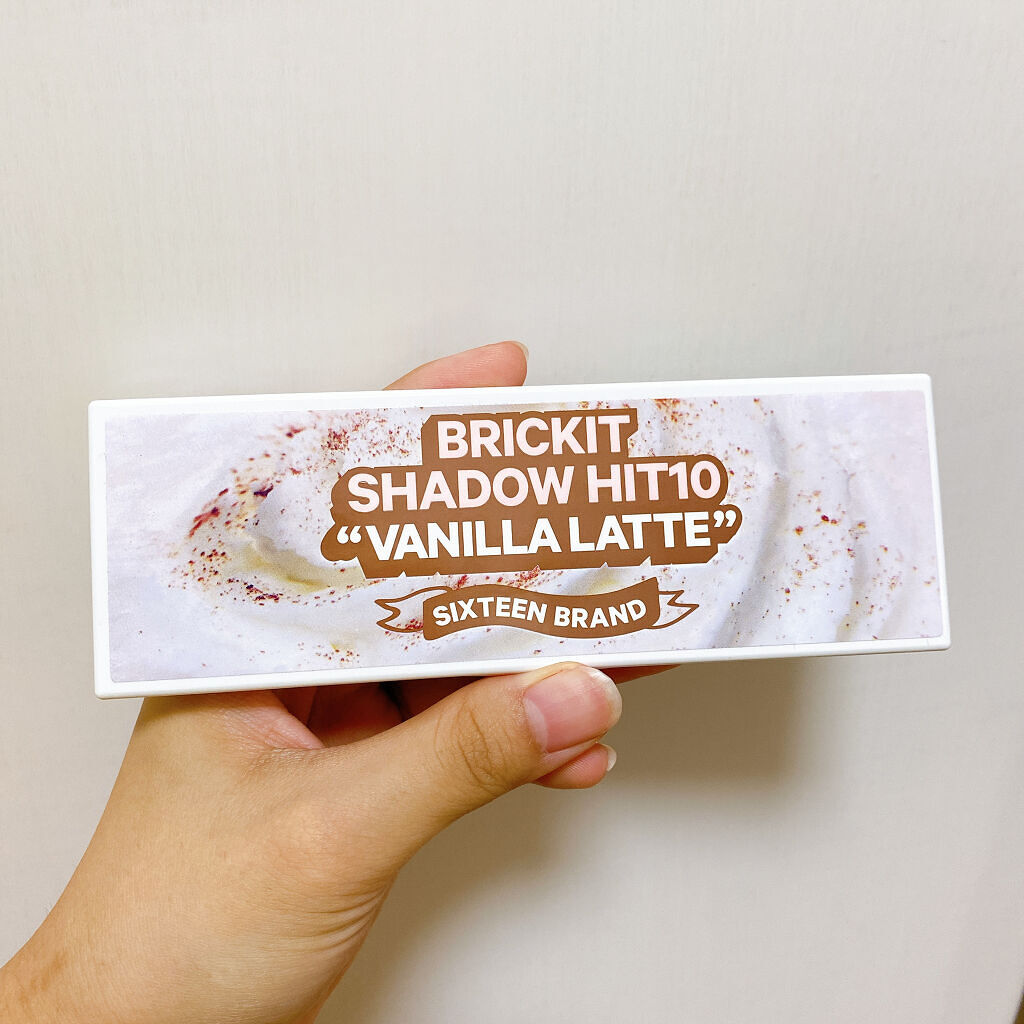 BRICKIT
SHADOW HIT10
“VANILLA LATTE”
SIXTEEN BRAND